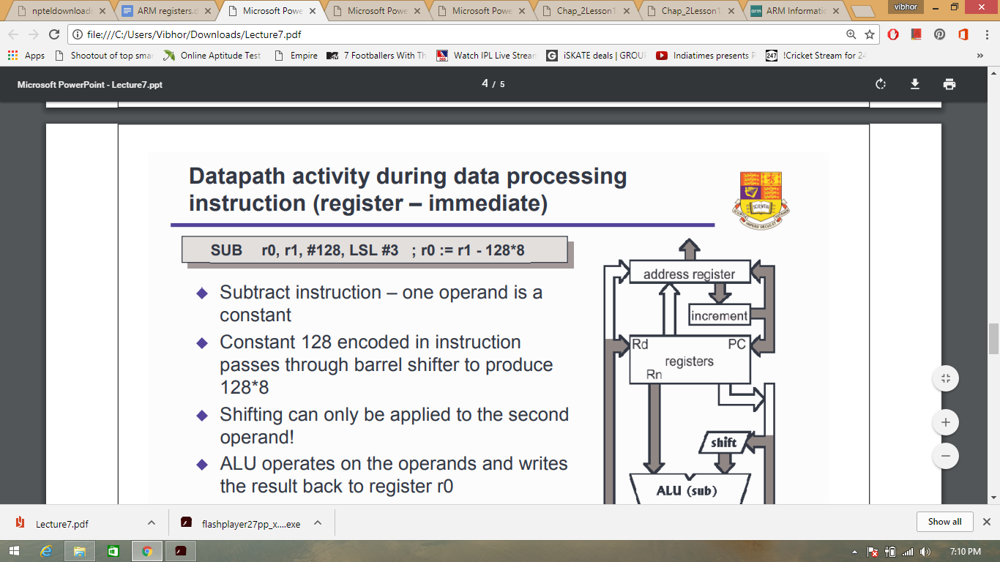 npteldownload:
ARM registers.d
Microsoft Powe
Microsoft Powe
Microsoft Powe
Chap_2Lesson1
Chap_2Lesson1
ARM Informatic
vibhor
file:///C:/Users/Vibhor/Downloads/Lecture7.pdf
Apps
Shootout of top smar
Online Aptitude Test
Empire
7 Footballers With Th
Watch IPL Live Stream
iSKATE deals | GROUP
Indiatimes presents P
247
!Cricket Stream for 24
»
Microsoft PowerPoint - Lecture7.ppt
4 / 5
Datapath activity during data processing
instruction (register – immediate)
SCIENTIA
SUB r0, r1, #128, LSL #3 ; r0 := r1 - 128*8
Subtract instruction – one operand is a
constant
Constant 128 encoded in instruction
passes through barrel shifter to produce
128*8
Shifting can only be applied to the second
operand!
ALU operates on the operands and writes
the result back to register r0
address register
increment
Rd PC
registers
Rn
shift
ALU (sub)
Lecture7.pdf
flashplayer27pp_x....exe
Show all
7:10 PM